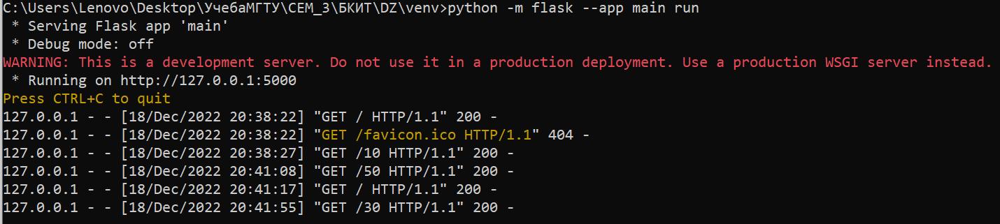 C:\Users\Lenovo\Desktop\УчебаМГТУ\СЕМ_3\БКИТ\DZ\venv>python -m flask --app main run
 * Serving Flask app 'main'
 * Debug mode: off
WARNING: This is a development server. Do not use it in a production deployment. Use a production WSGI server instead.
 * Running on http://127.0.0.1:5000
Press CTRL+C to quit
127.0.0.1 - - [18/Dec/2022 20:38:22] "GET / HTTP/1.1" 200 -
127.0.0.1 - - [18/Dec/2022 20:38:22] "GET /favicon.ico HTTP/1.1" 404 -
127.0.0.1 - - [18/Dec/2022 20:38:27] "GET /10 HTTP/1.1" 200 -
127.0.0.1 - - [18/Dec/2022 20:41:08] "GET /50 HTTP/1.1" 200 -
127.0.0.1 - - [18/Dec/2022 20:41:17] "GET / HTTP/1.1" 200 -
127.0.0.1 - - [18/Dec/2022 20:41:55] "GET /30 HTTP/1.1" 200 -